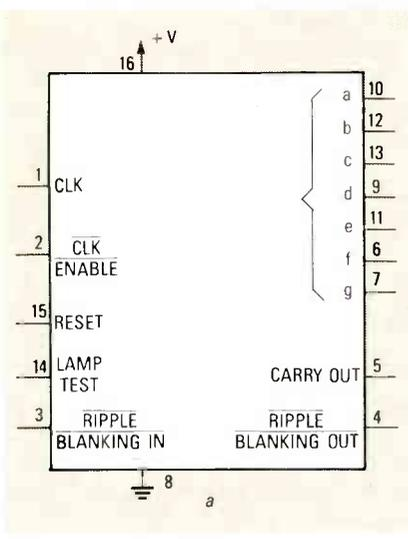 + V
16
a 10
b 12
c 13
1 CLK
d 9
e 11
2 CLK
ENABLE
f 6
g 7
15 RESET
14 LAMP
TEST
CARRY OUT 5
3 RIPPLE
BLANKING IN
RIPPLE 4
BLANKING OUT
8
a